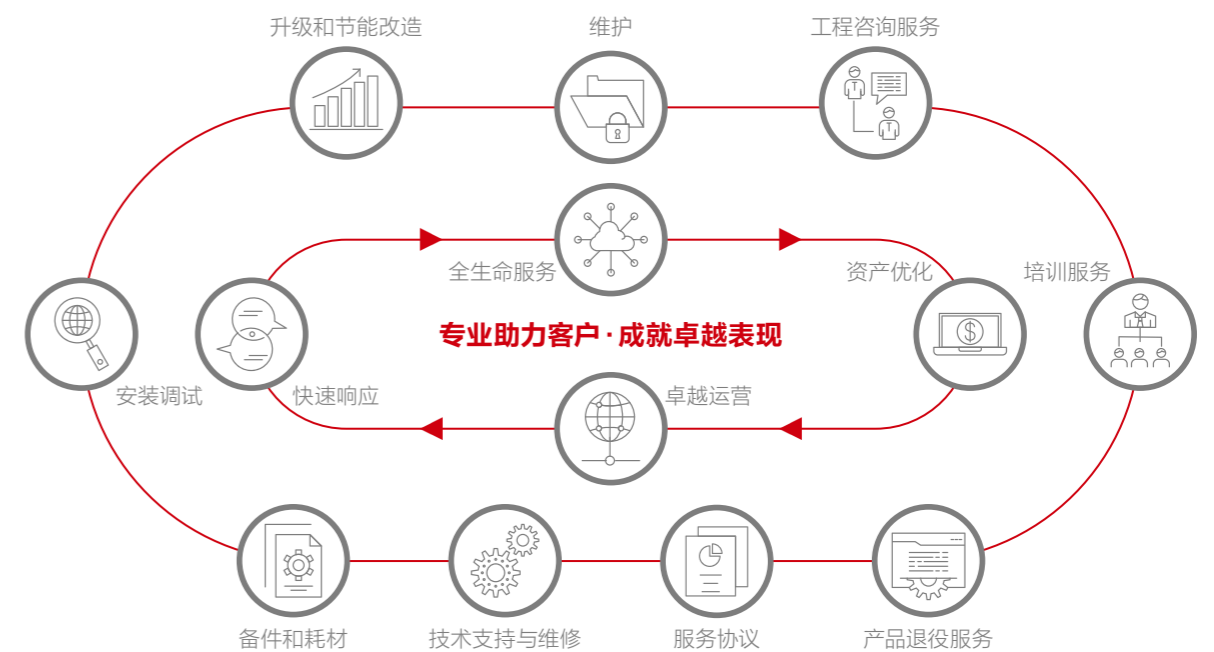 升级和节能改造
维护
工程咨询服务
全生命服务
资产优化
培训服务
专业助力客户·成就卓越表现
安装调试
快速响应
卓越运营
备件和耗材
技术支持与维修
服务协议
产品退役服务